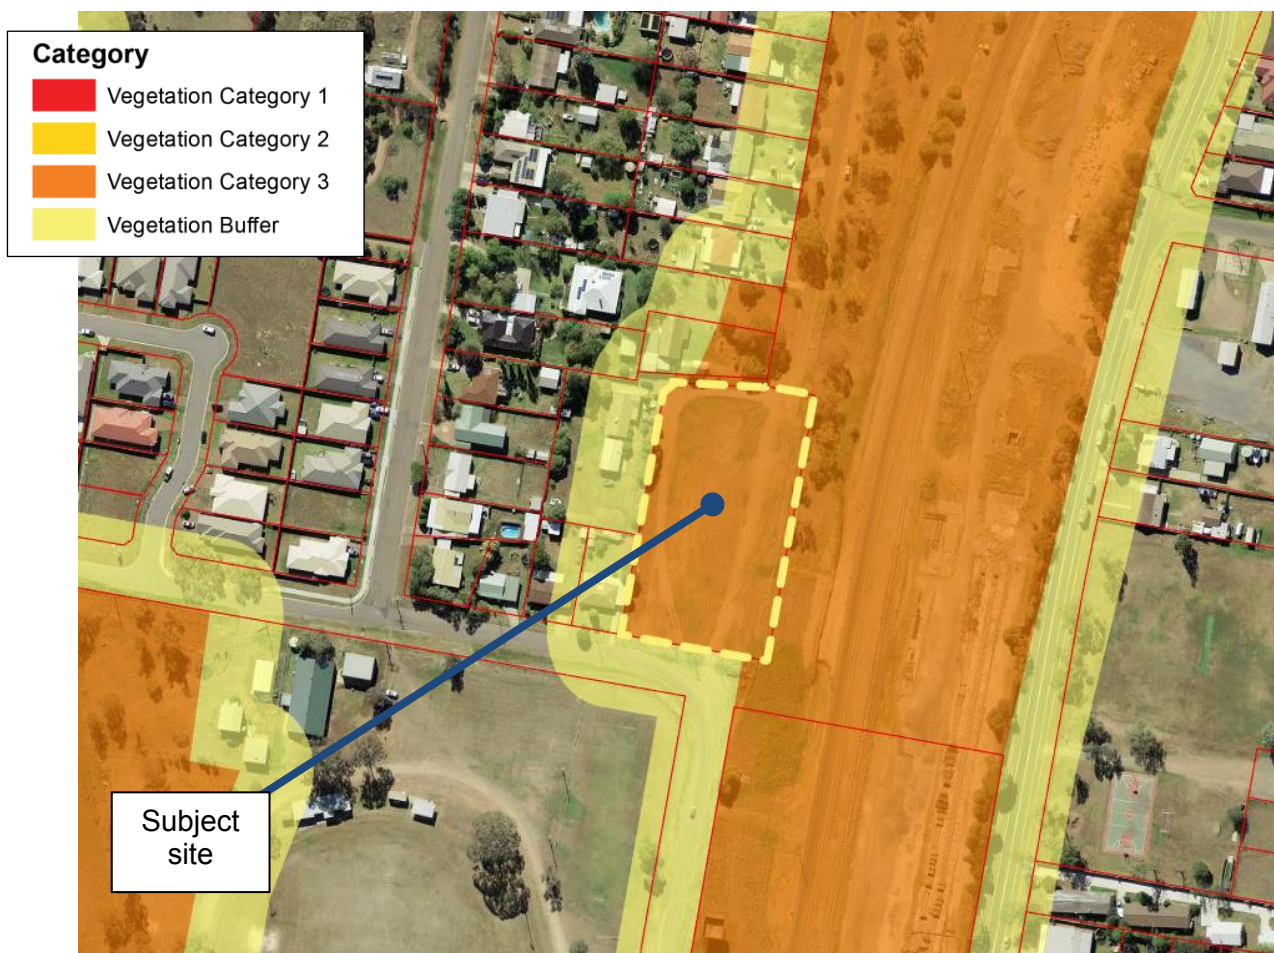 Category
Vegetation Category 1
Vegetation Category 2
Vegetation Category 3
Vegetation Buffer
Subject
site